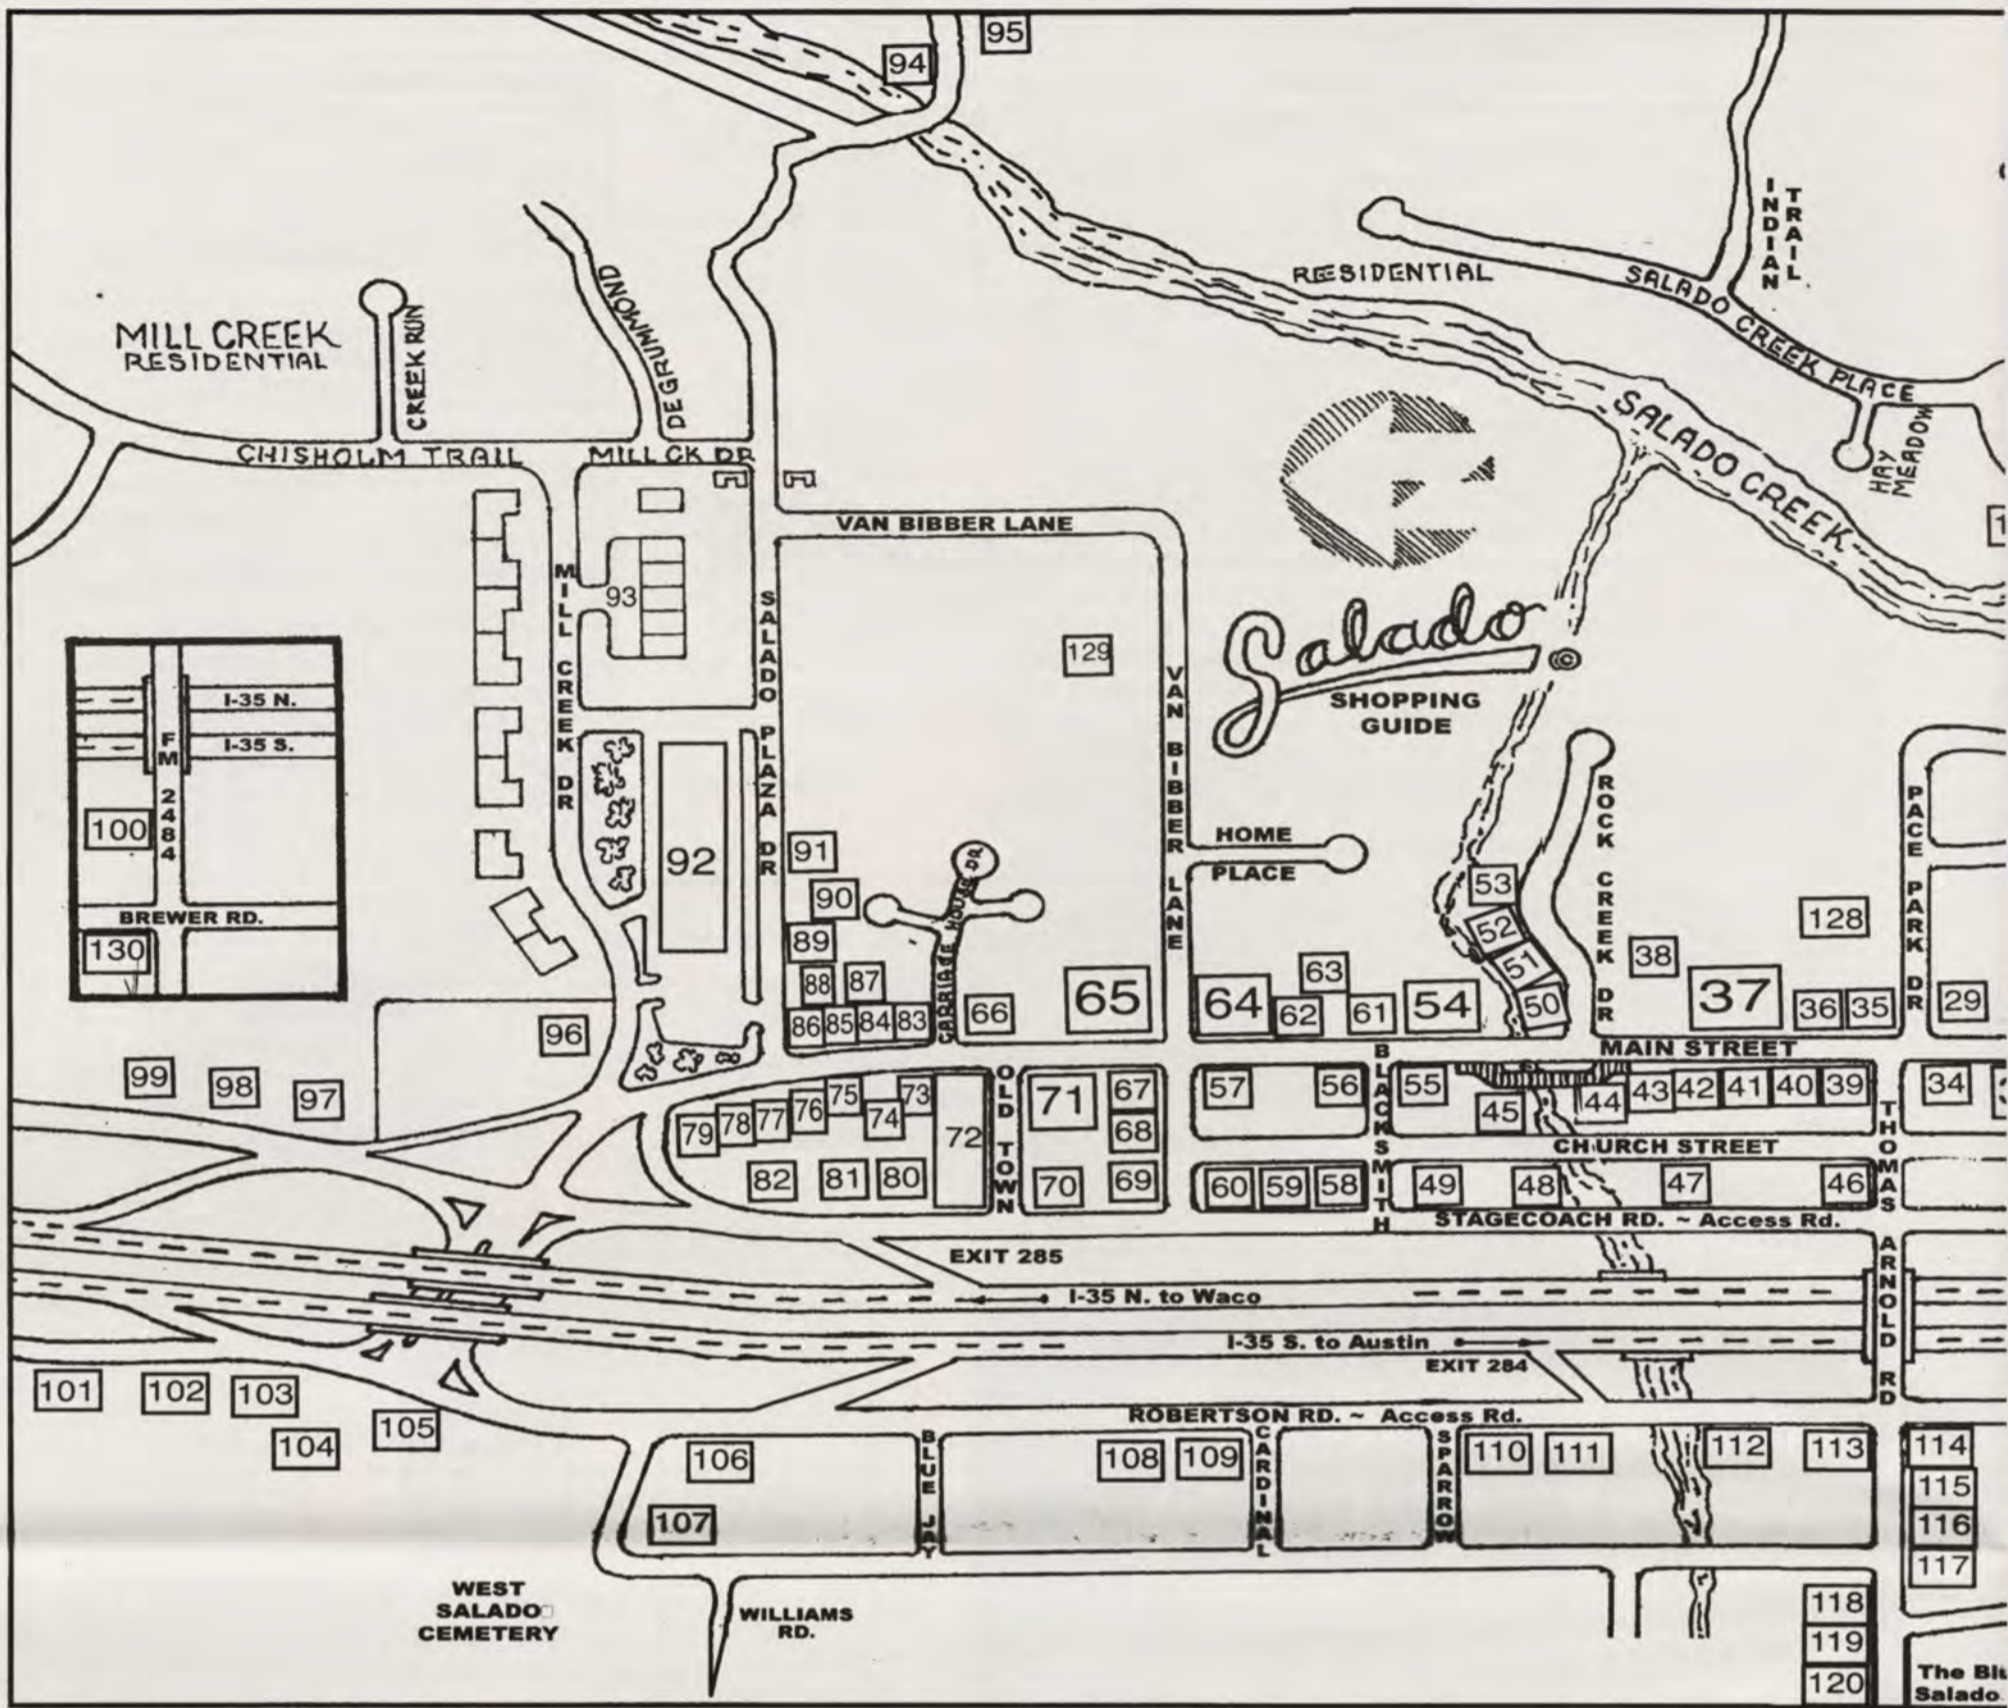 95
94
INDIAN
TRAIL
RESIDENTIAL
SALADO CREEK PLACE
DEGRUMMOND
MILL CREEK
RESIDENTIAL
CREEK RUN
HAY
MEADOW
SALADO CREEK
CHISHOLM TRAIL
MILL CK DR
VAN BIBBER LANE
MILL CREEK DR
93
SALADO PLAZA DR
129
VAN BIBBER LANE
Salado ©
SHOPPING
GUIDE
I-35 N.
I-35 S.
FM 2484
100
BREWER RD.
130
92
91
90
89
88
87
86
85
84
83
CARRIAGE HOUSE DR
HOME
PLACE
ROCK CREEK DR
PACE PARK DR
53
52
51
50
38
128
37
36
35
29
66
65
64
63
62
61
54
96
99
98
97
MAIN STREET
79
78
77
76
75
74
73
72
OLD TOWN
71
67
68
57
56
BLACKSMITH
55
45
44
43
42
41
40
39
34
THOMAS ARNOLD RD
CHURCH STREET
82
81
80
70
69
60
59
58
49
48
47
46
STAGECOACH RD. ~ Access Rd.
EXIT 285
I-35 N. to Waco
I-35 S. to Austin
EXIT 284
101
102
103
104
105
ROBERTSON RD. ~ Access Rd.
106
107
BLUE JAY
108
109
CARDINAL
SPARROW
110
111
112
113
114
115
116
117
118
119
120
WEST
SALADO
CEMETERY
WILLIAMS
RD.
The
Salado